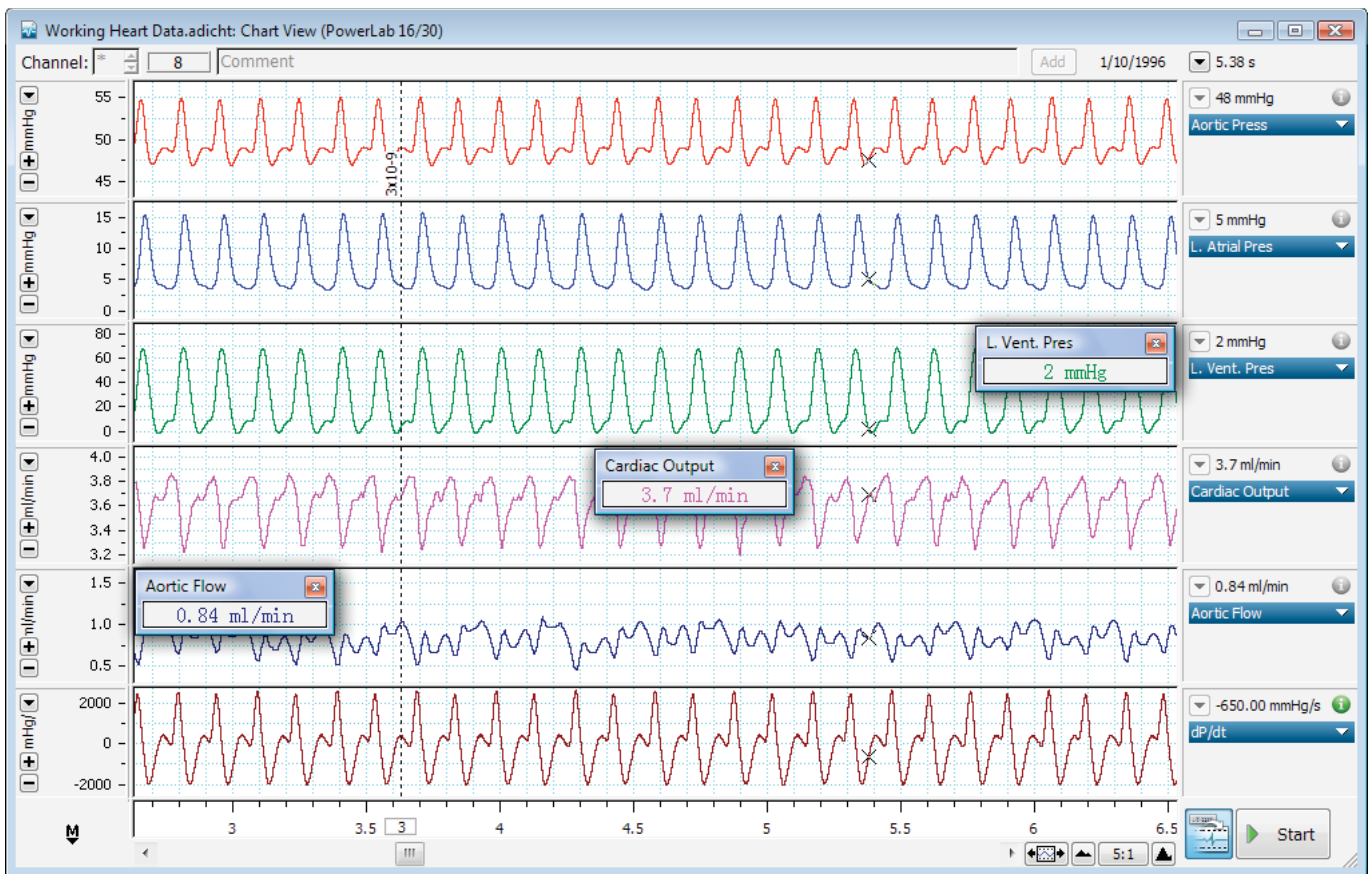 Working Heart Data.adicht: Chart View (PowerLab 16/30)
Channel: * 8 Comment Add 1/10/1996 5.38 s
55
50
45
mmHg
3x10-9
48 mmHg
Aortic Press
15
10
5
0
mmHg
5 mmHg
L. Atrial Pres
80
60
40
20
0
mmHg
L. Vent. Pres
2 mmHg
2 mmHg
L. Vent. Pres
4.0
3.8
3.6
3.4
3.2
ml/min
Cardiac Output
3.7 ml/min
3.7 ml/min
Cardiac Output
1.5
1.0
0.5
ml/min
Aortic Flow
0.84 ml/min
0.84 ml/min
Aortic Flow
2000
0
-2000
mHg/
-650.00 mmHg/s
dP/dt
M
3 3.5 3 4 4.5 5 5.5 6 6.5
5:1
Start